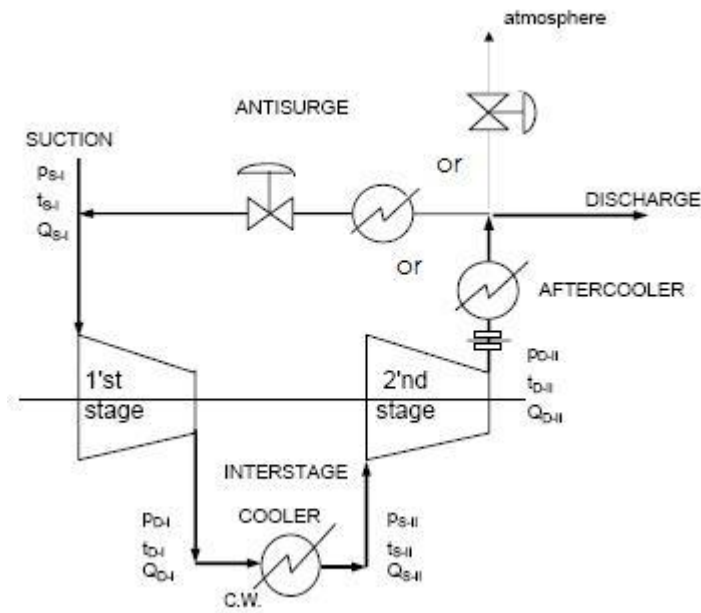 atmosphere
ANTISURGE
SUCTION
or
pS-I
tS-I
QS-I
DISCHARGE
or
AFTERCOOLER
1'st
stage
2'nd
stage
pD-II
tD-II
QD-II
INTERSTAGE
COOLER
pD-I
tD-I
QD-I
pS-II
tS-II
QS-II
C.W.